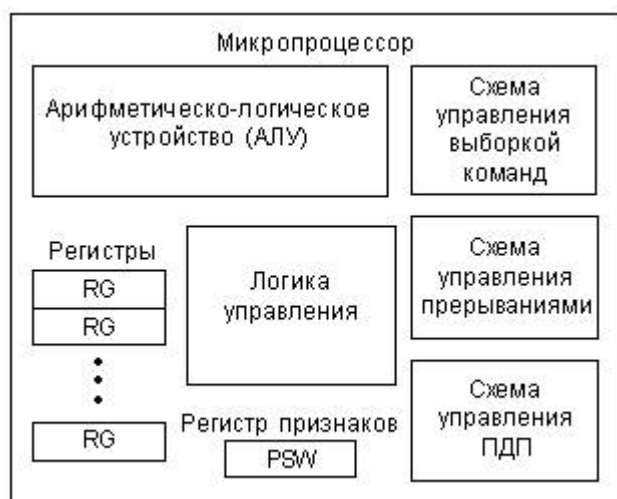 Микропроцессор
Арифметическо-логическое
устройство (АЛУ)
Схема
управления
выборкой
команд
Регистры
RG
RG
RG
Логика
управления
Схема
управления
прерываниями
Регистр признаков
PSW
Схема
управления
ПДП